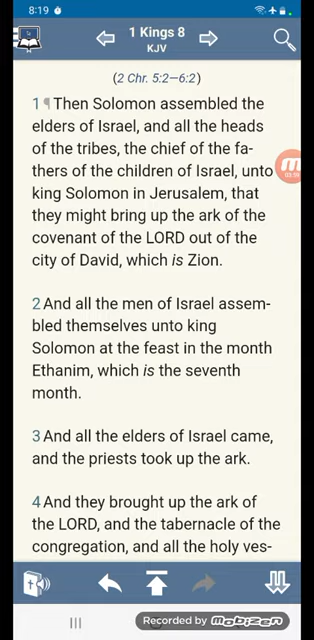 8:19
1 Kings 8
KJV
(2 Chr. 5:2–6:2)
1 ¶ Then Solomon assembled the
elders of Israel, and all the heads
of the tribes, the chief of the fa-
thers of the children of Israel, unto
king Solomon in Jerusalem, that
they might bring up the ark of the
covenant of the LORD out of the
city of David, which is Zion.
2 And all the men of Israel assem-
bled themselves unto king
Solomon at the feast in the month
Ethanim, which is the seventh
month.
3 And all the elders of Israel came,
and the priests took up the ark.
4 And they brought up the ark of
the LORD, and the tabernacle of the
congregation, and all the holy ves-
Recorded by mobizen